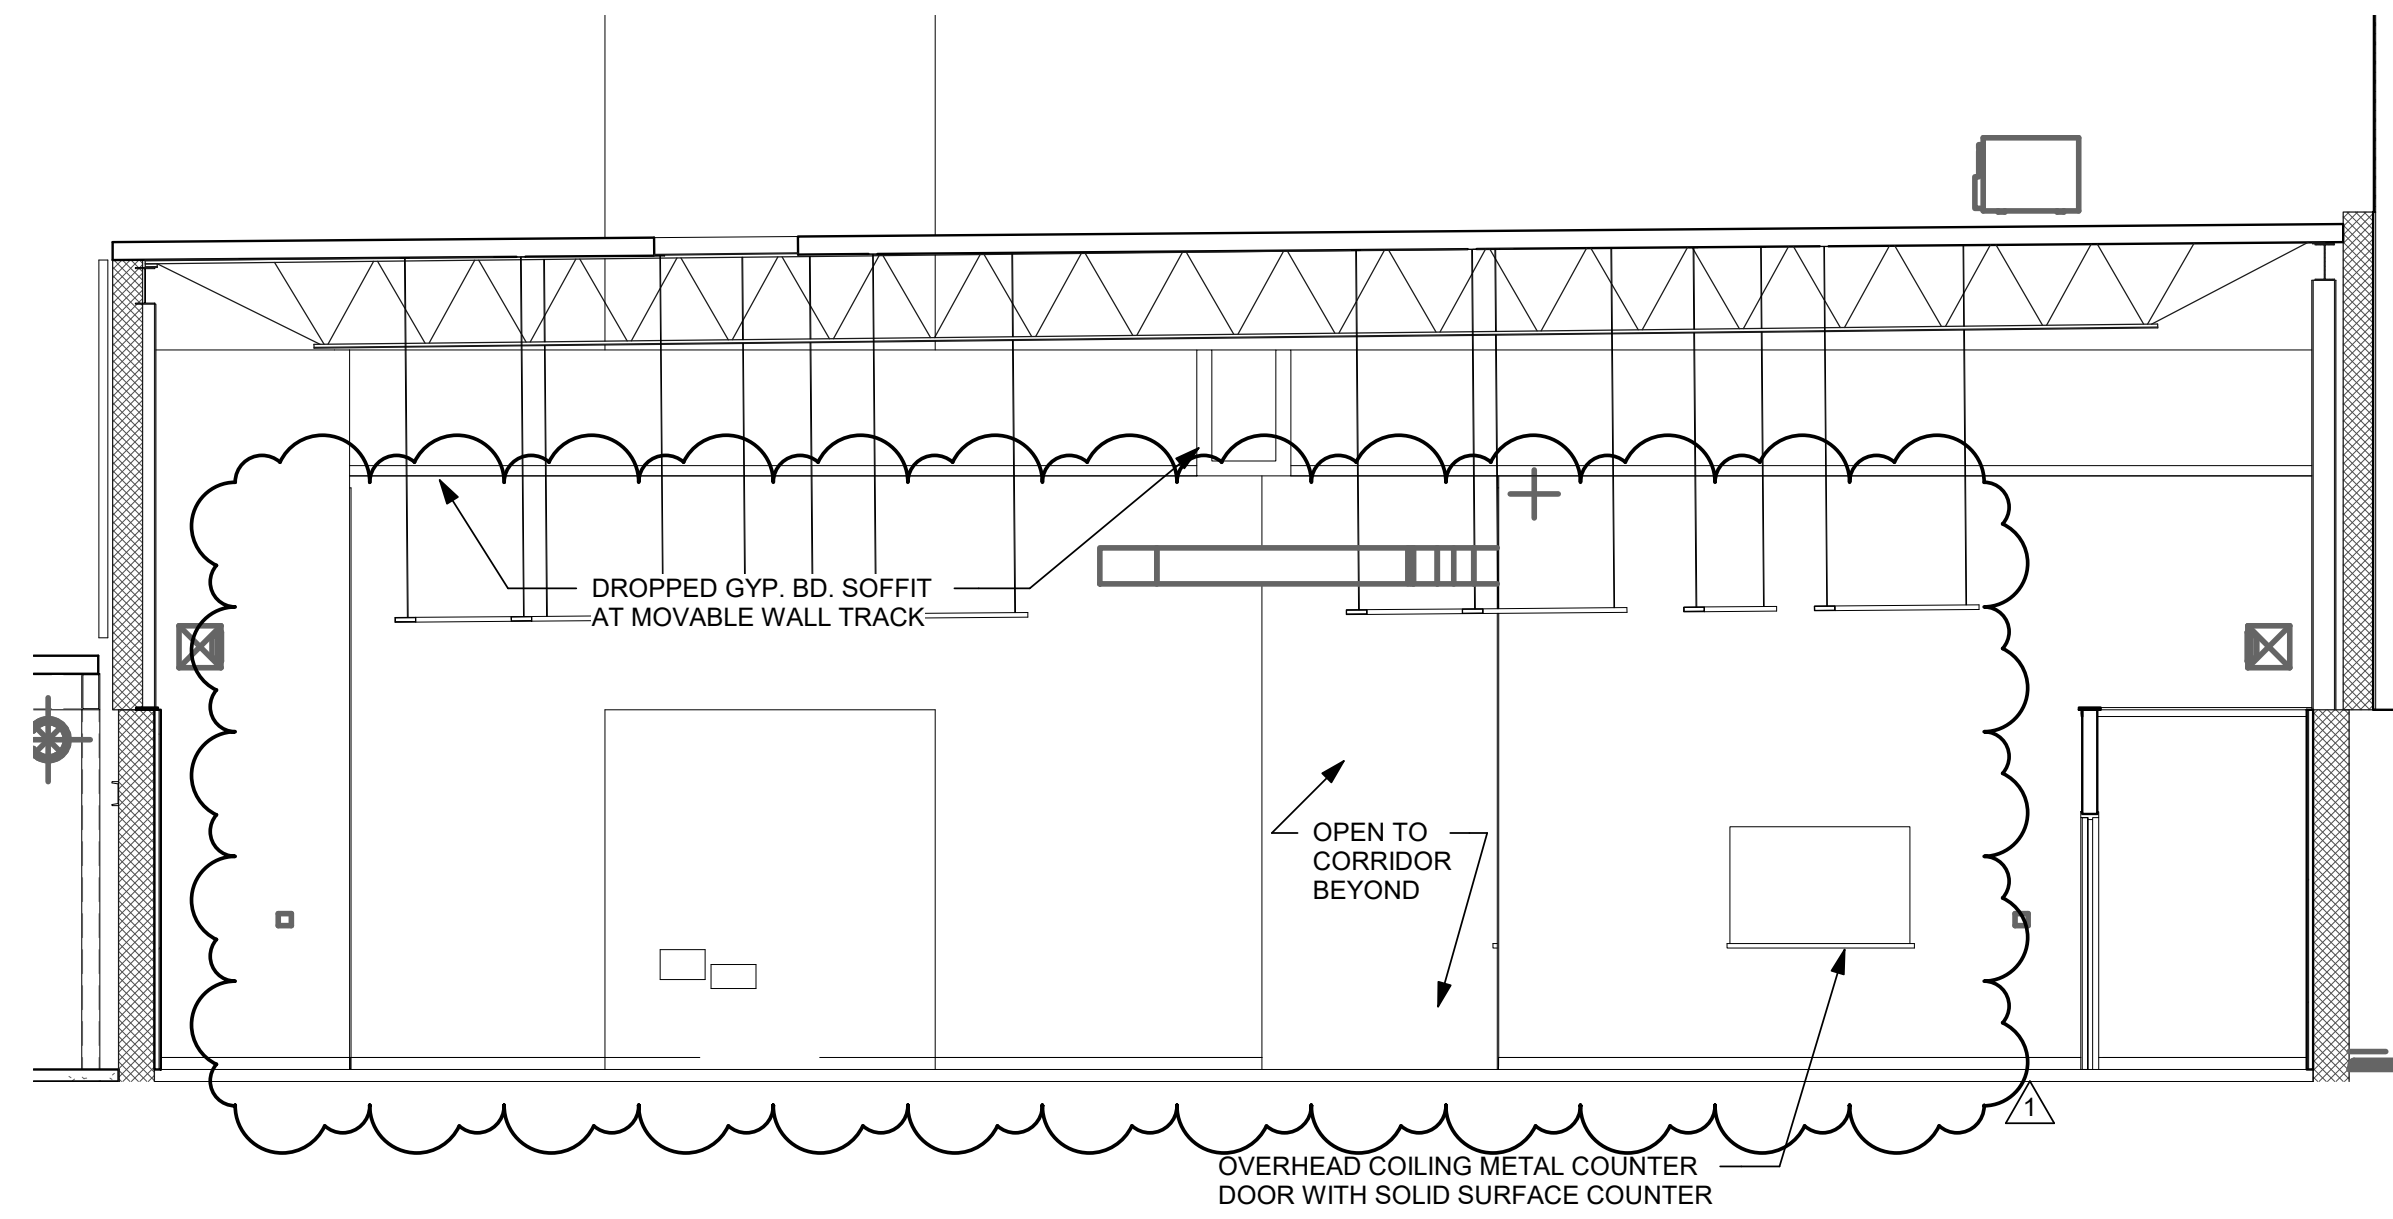 DROPPED GYP. BD. SOFFIT
AT MOVABLE WALL TRACK
OPEN TO
CORRIDOR
BEYOND
1
OVERHEAD COILING METAL COUNTER
DOOR WITH SOLID SURFACE COUNTER